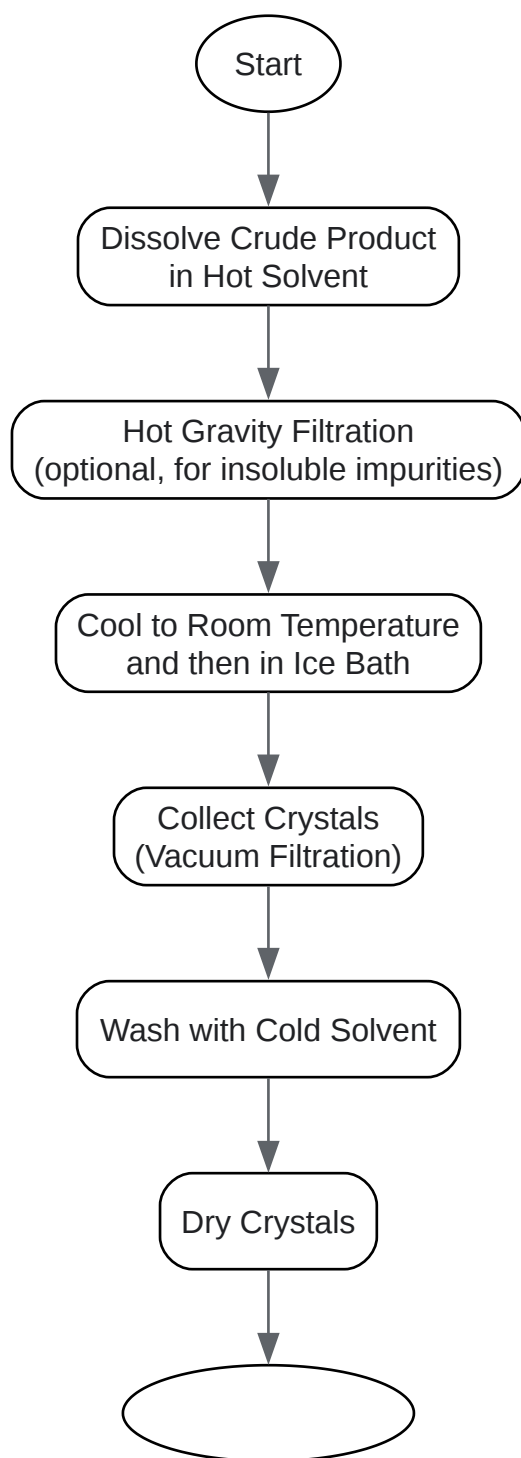 Start
Dissolve Crude Product
in Hot Solvent
Hot Gravity Filtration
(optional, for insoluble impurities)
Cool to Room Temperature
and then in Ice Bath
Collect Crystals
(Vacuum Filtration)
Wash with Cold Solvent
Dry Crystals